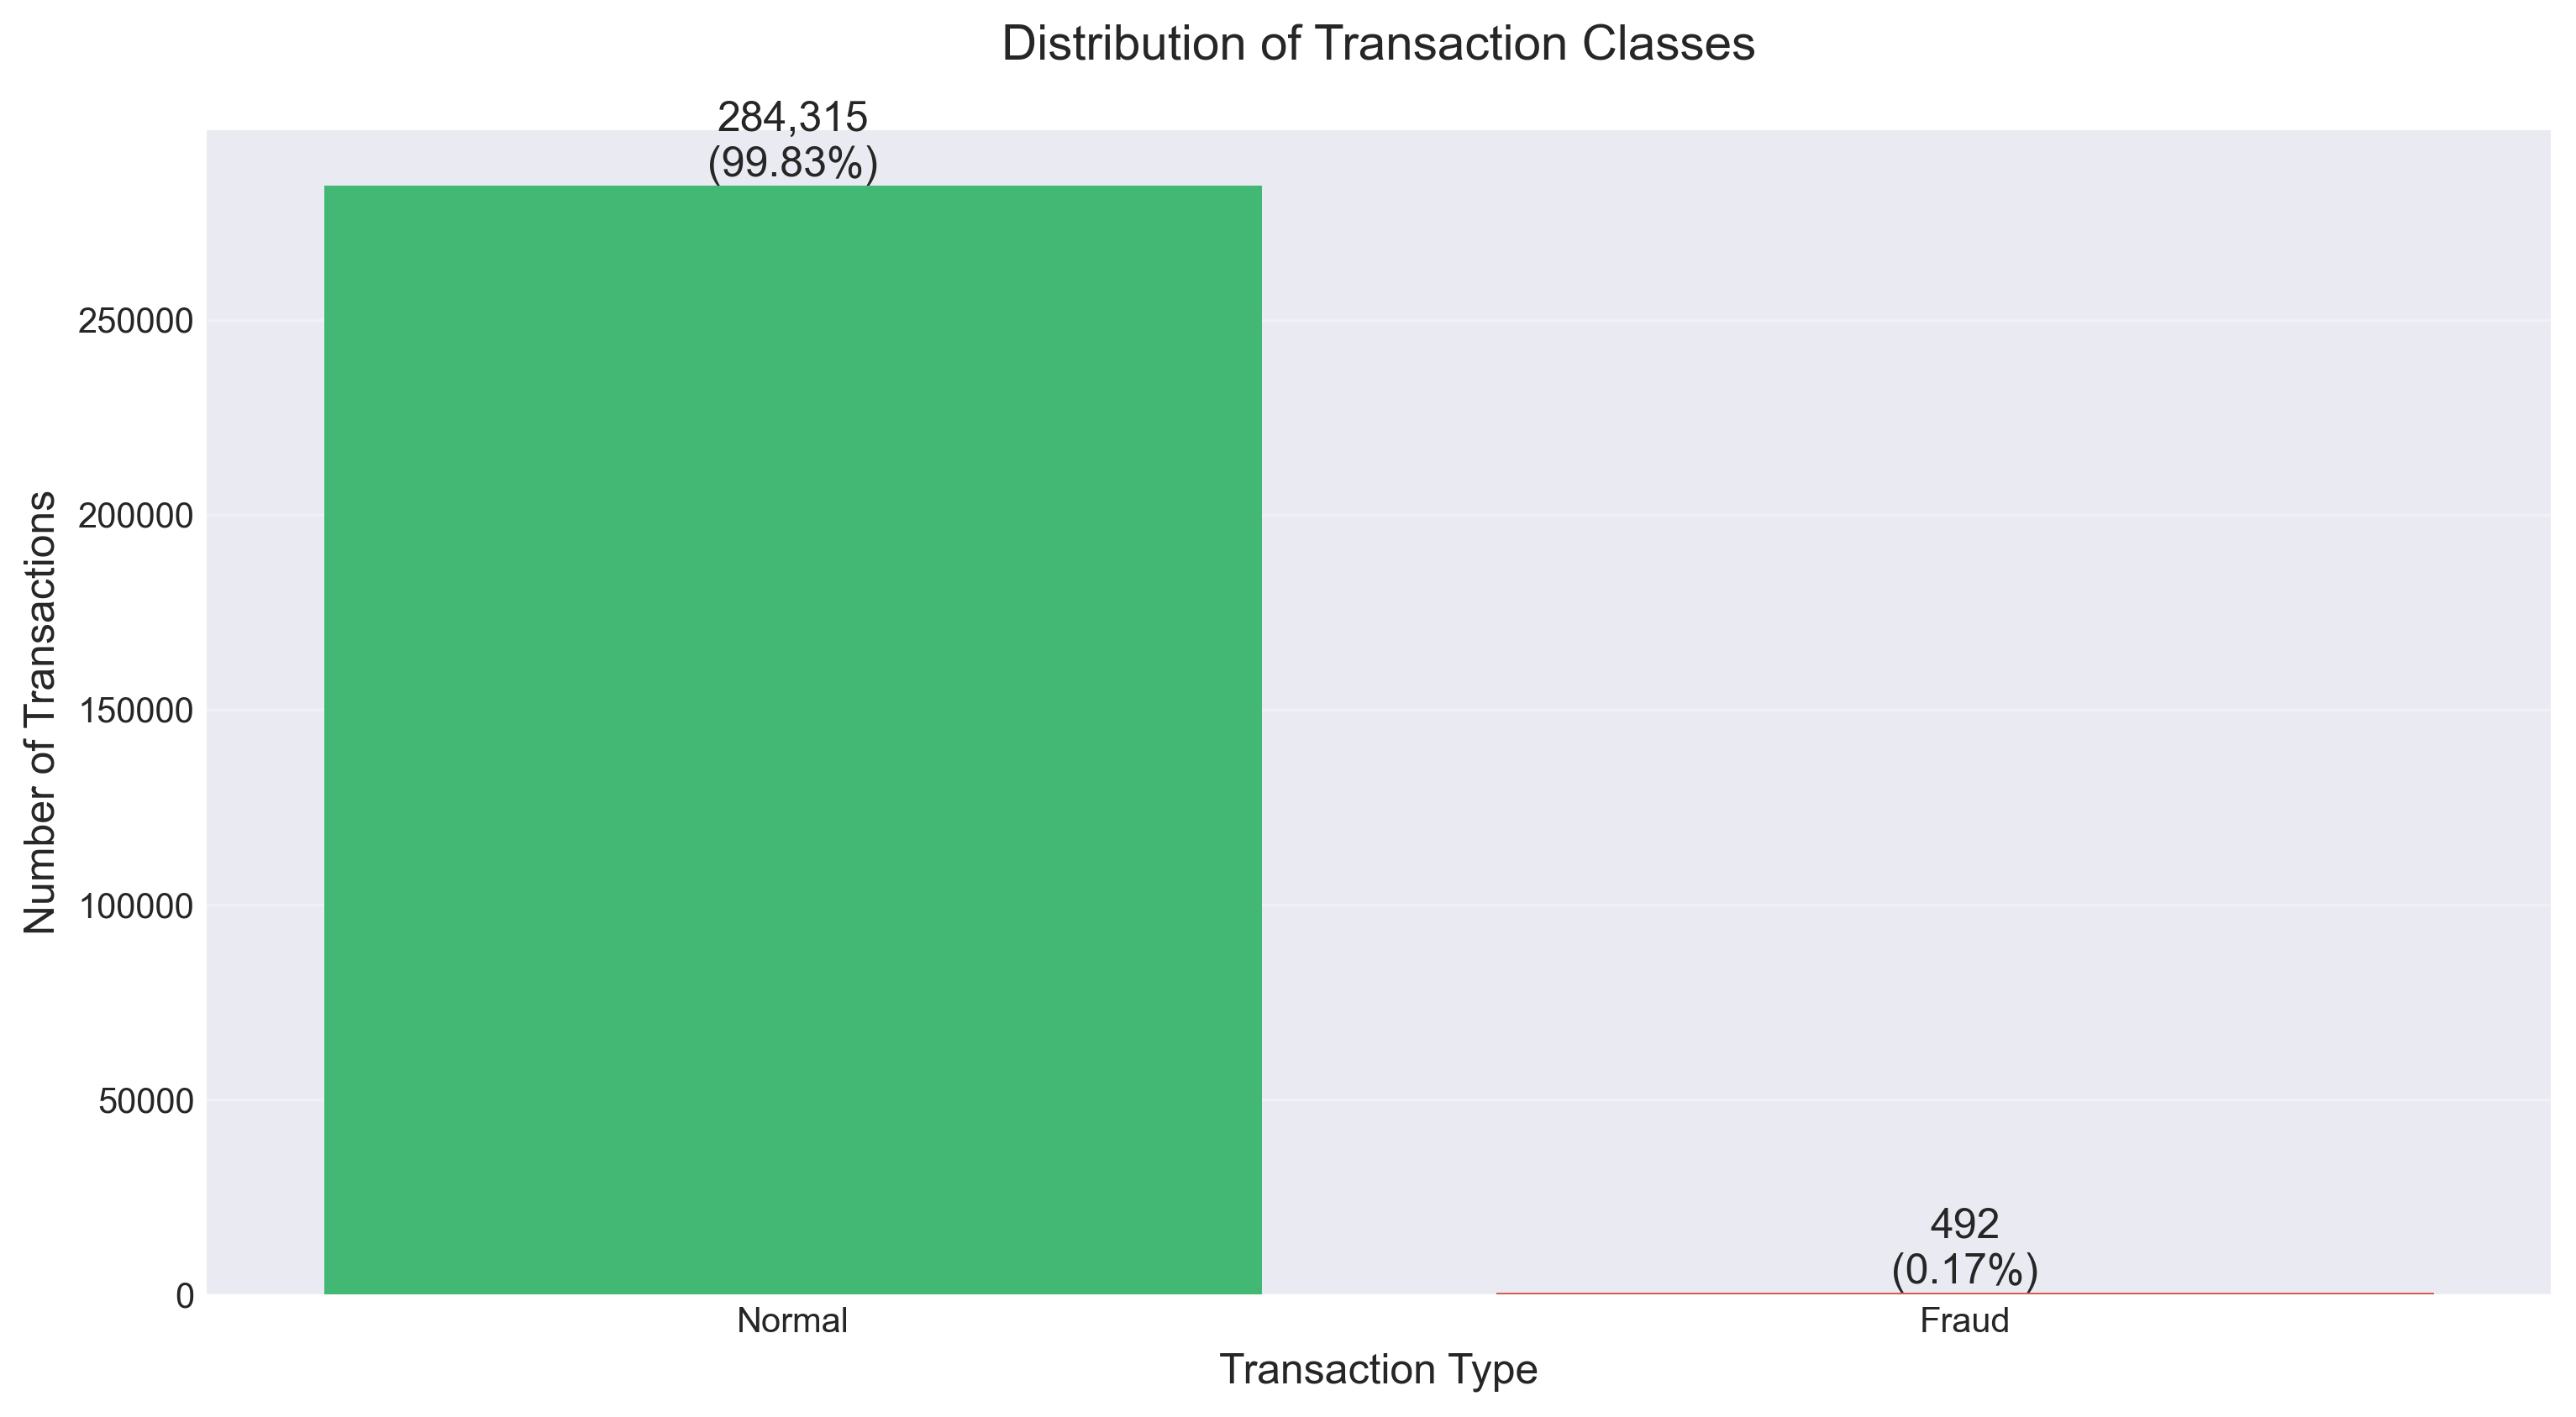 Distribution of Transaction Classes
284,315
(99.83%)
250000
200000
150000
100000
50000
0
Number of Transactions
492
(0.17%)
Normal
Fraud
Transaction Type